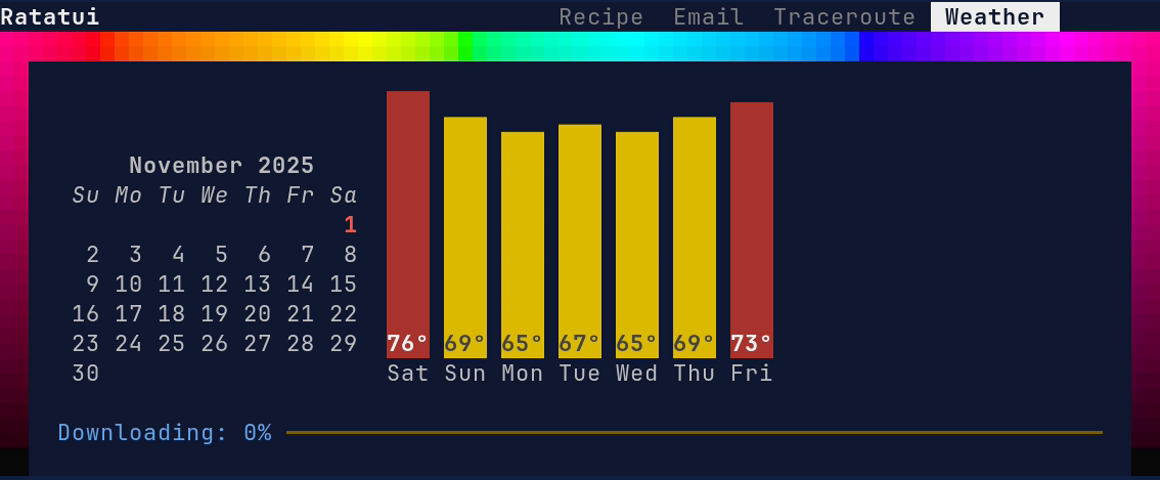 Ratatui Recipe Email Traceroute Weather
November 2025
Su Mo Tu We Th Fr Sa
1
2 3 4 5 6 7 8
9 10 11 12 13 14 15
16 17 18 19 20 21 22
23 24 25 26 27 28 29
30
76° 69° 65° 67° 65° 69° 73°
Sat Sun Mon Tue Wed Thu Fri
Downloading: 0%